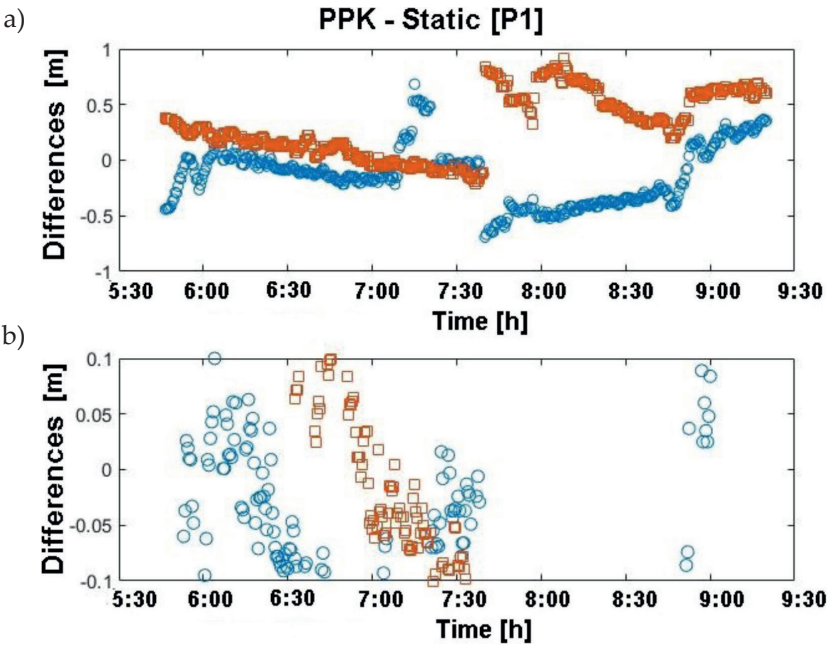 a)
PPK - Static [P1]
1
0.5
0
-0.5
-1
Differences [m]
5:30 6:00 6:30 7:00 7:30 8:00 8:30 9:00 9:30
Time [h]
b)
0.1
0.05
0
-0.05
-0.1
Differences [m]
5:30 6:00 6:30 7:00 7:30 8:00 8:30 9:00 9:30
Time [h]